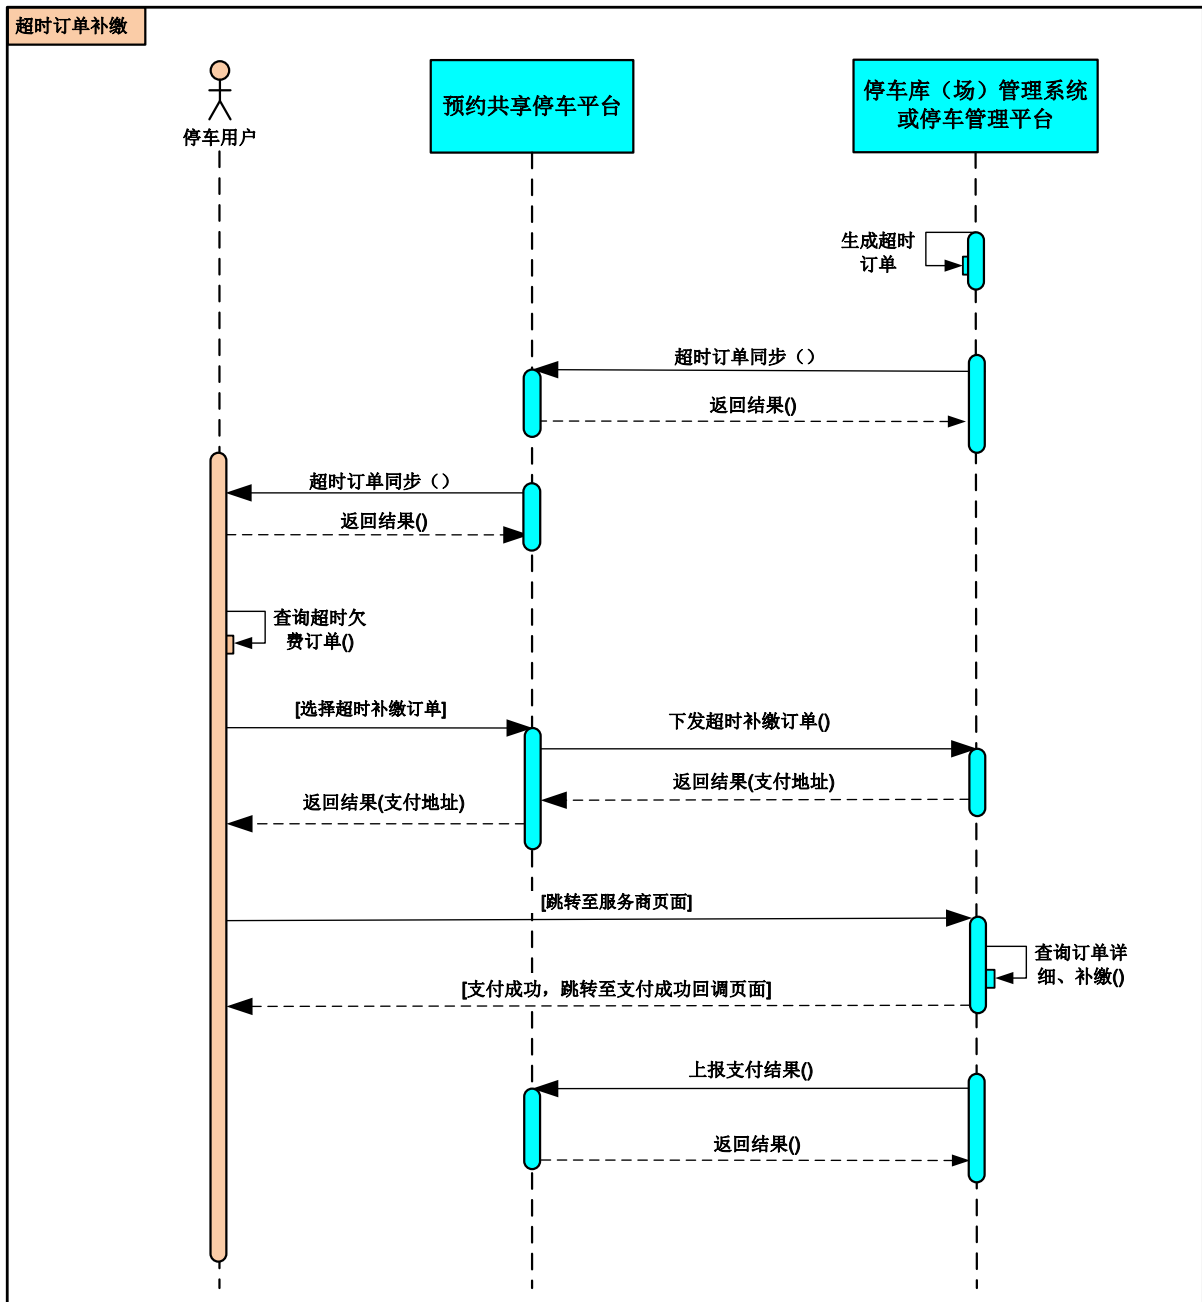 超时订单补缴
停车用户
预约共享停车平台
停车库（场）管理系统
或停车管理平台
生成超时
订单
超时订单同步（）
返回结果()
超时订单同步（）
返回结果()
查询超时欠
费订单()
[选择超时补缴订单]
下发超时补缴订单()
返回结果(支付地址)
返回结果(支付地址)
[跳转至服务商页面]
查询订单详
细、补缴()
[支付成功，跳转至支付成功回调页面]
上报支付结果()
返回结果()